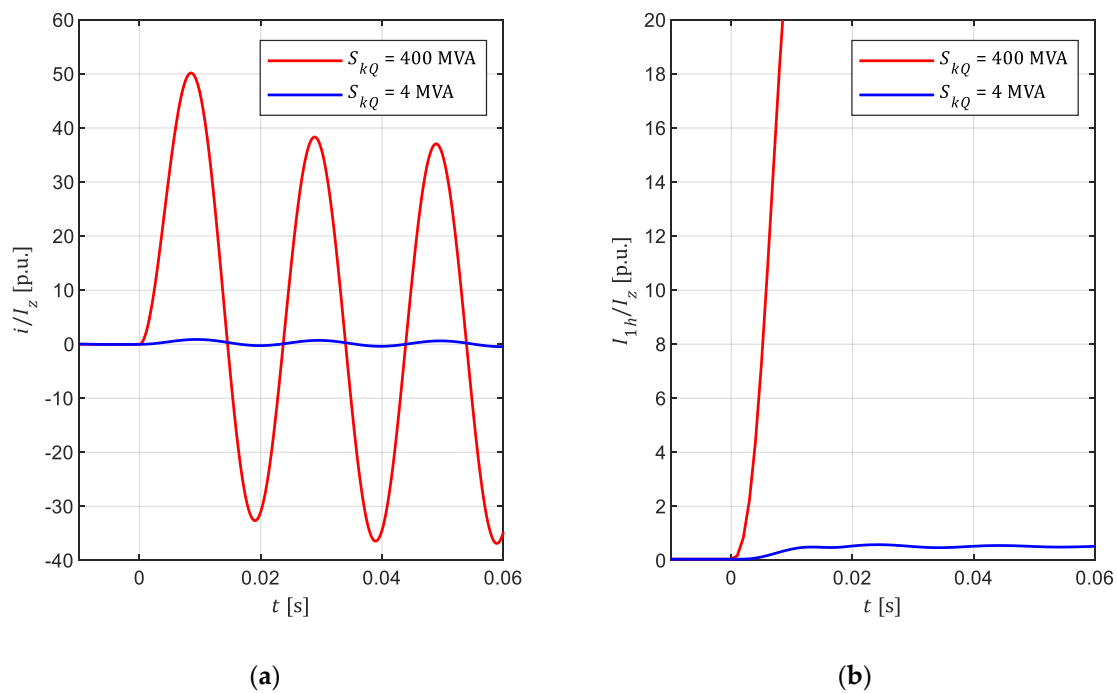 60
50
40
30
20
10
0
-10
-20
-30
-40
i/I_z [p.u.]
0 0.02 0.04 0.06
t [s]
S_kQ = 400 MVA
S_kQ = 4 MVA
(a)
20
18
16
14
12
10
8
6
4
2
0
I_1h/I_z [p.u.]
0 0.02 0.04 0.06
t [s]
S_kQ = 400 MVA
S_kQ = 4 MVA
(b)